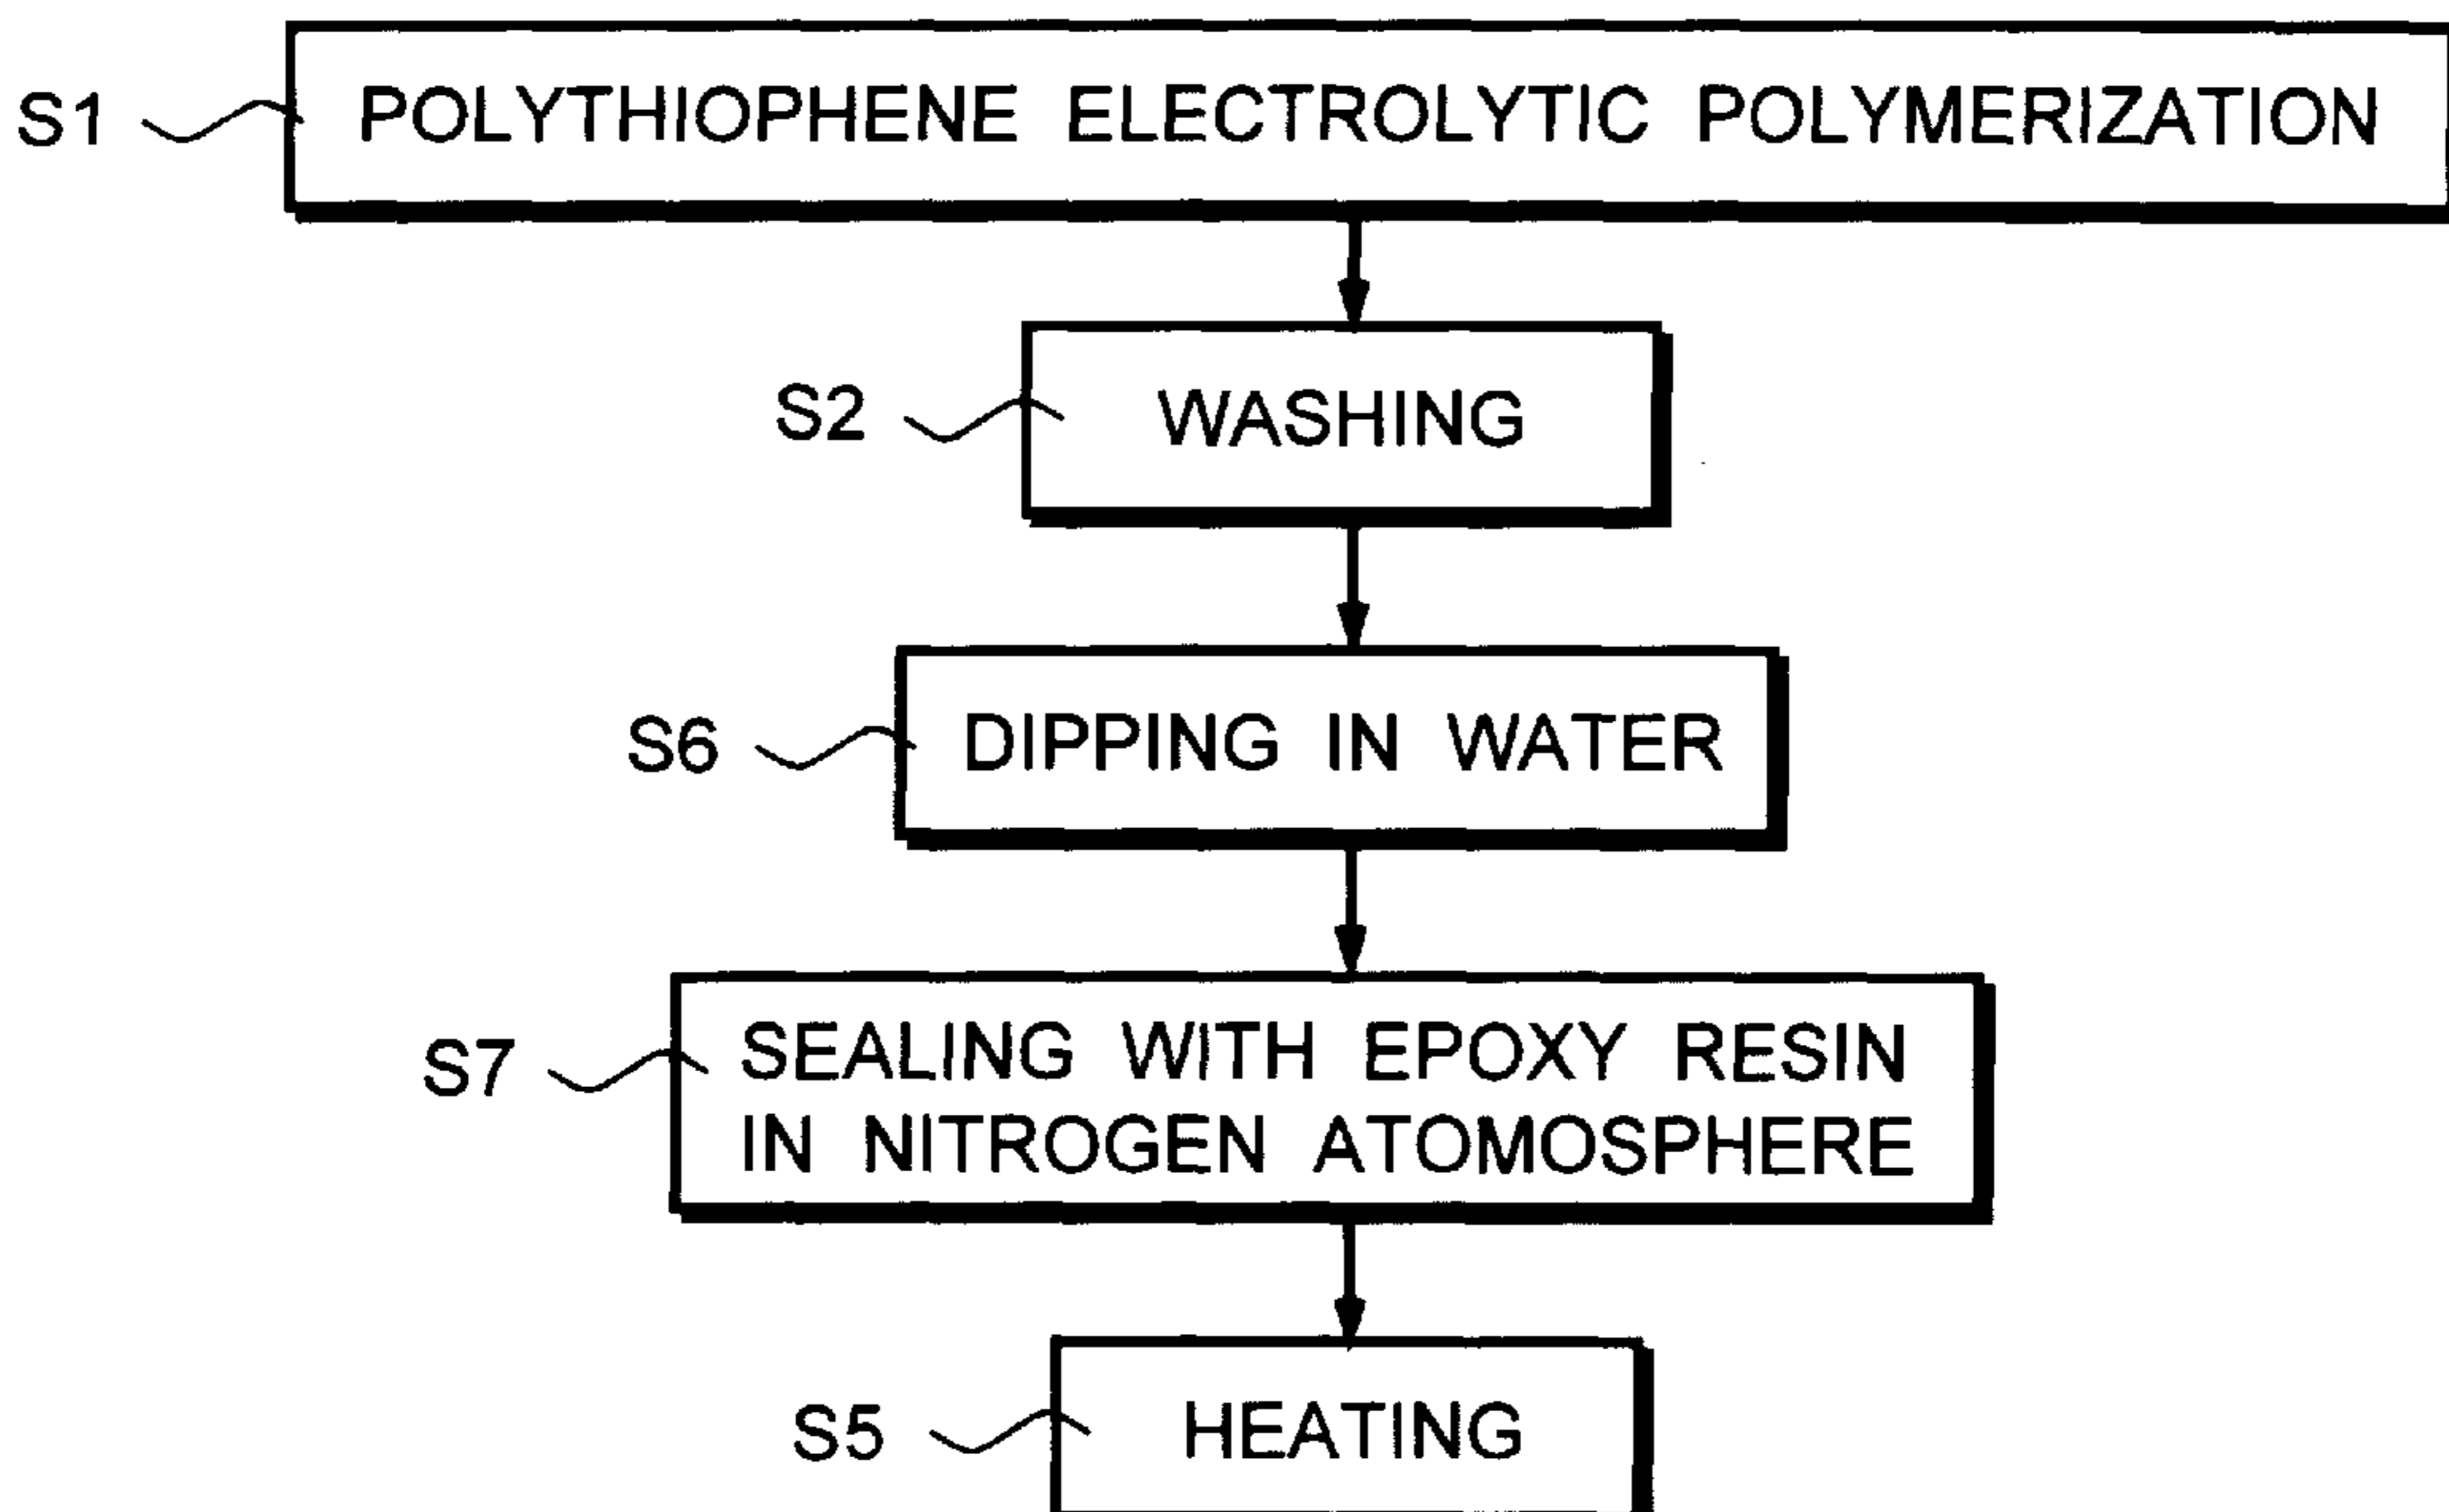 S1 POLYTHIOPHENE ELECTROLYTIC POLYMERIZATION
S2 WASHING
S6 DIPPING IN WATER
S7 SEALING WITH EPOXY RESIN
IN NITROGEN ATOMOSPHERE
S5 HEATING